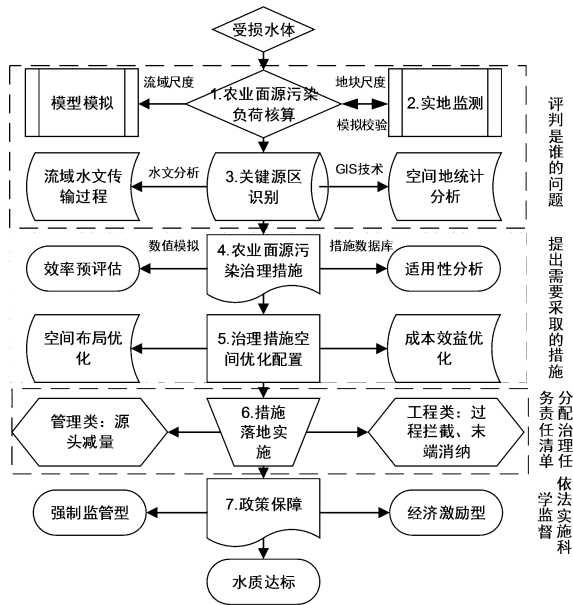 受损水体
流域尺度
地块尺度
模型模拟
1.农业面源污染
负荷核算
2.实地监测
模拟校验
流域水文传
输过程
水文分析
3.关键源区
识别
GIS技术
空间地统计
分析
评判是谁的问题
数值模拟
措施数据库
效率预评估
4.农业面源污
染治理措施
适用性分析
空间布局优
化
5.治理措施空
间优化配置
成本效益优
化
提出需要采取的措施
管理类：源
头减量
6.措施
落地实
施
工程类：过
程拦截、末
端消纳
分配治理任
务责任清单
强制监管型
7.政策保障
经济激励型
依法实施科
学监督
水质达标